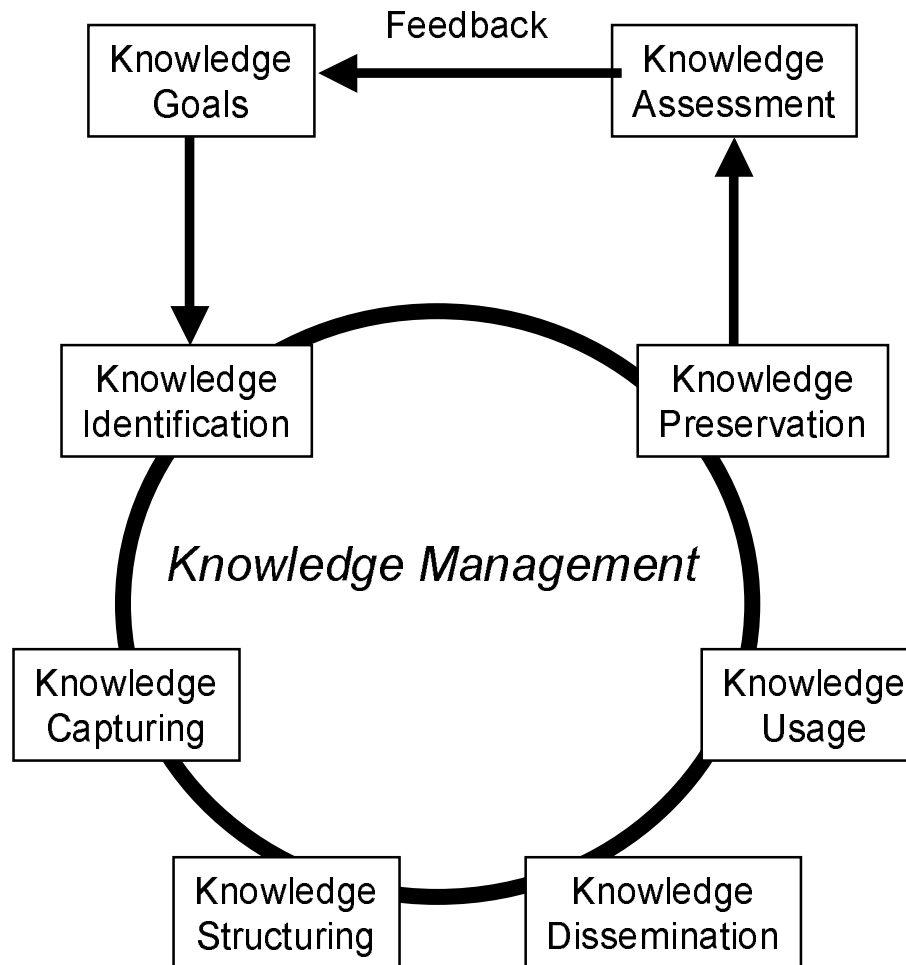 Feedback
Knowledge
Goals
Knowledge
Assessment
Knowledge
Identification
Knowledge
Preservation
Knowledge Management
Knowledge
Capturing
Knowledge
Usage
Knowledge
Structuring
Knowledge
Dissemination